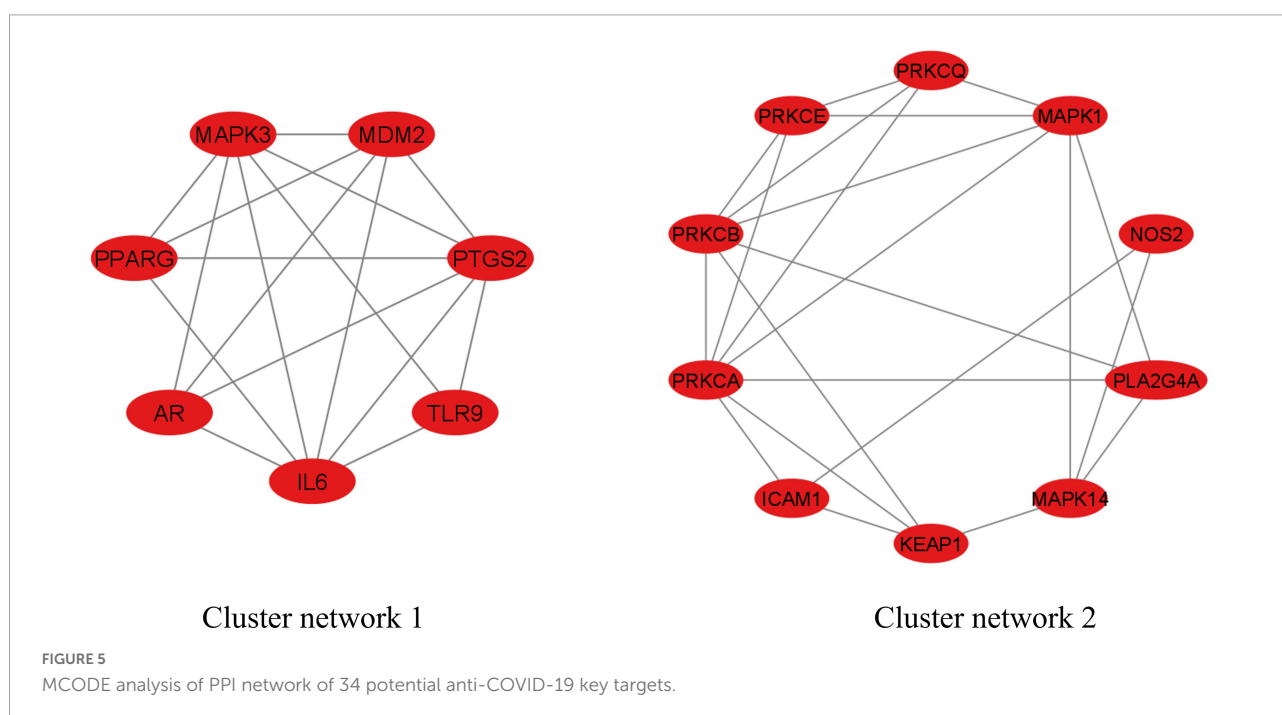 MAPK3
MDM2
PPARG
PTGS2
AR
TLR9
IL6
Cluster network 1
PRKCQ
PRKCE
MAPK1
PRKCB
NOS2
PRKCA
PLA2G4A
ICAM1
MAPK14
KEAP1
Cluster network 2
FIGURE 5
MCODE analysis of PPI network of 34 potential anti-COVID-19 key targets.